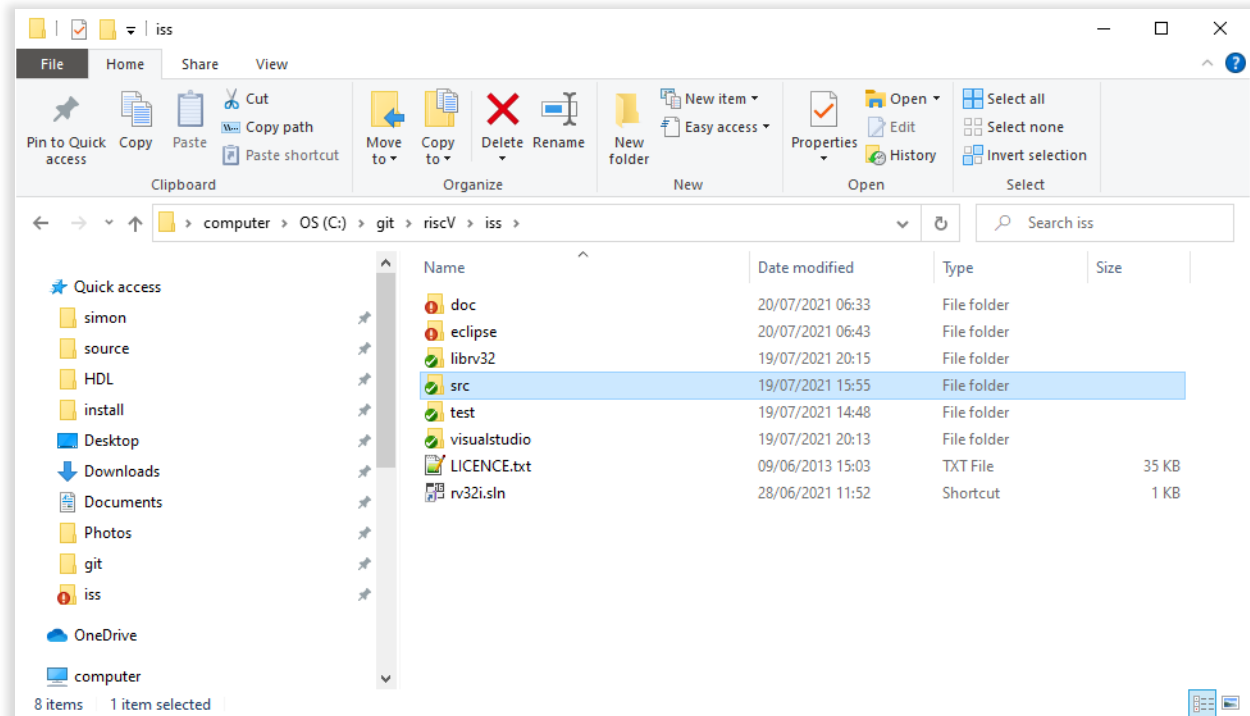 iss
File Home Share View
Pin to Quick access
Copy
Paste
Cut
Copy path
Paste shortcut
Clipboard
Move to
Copy to
Delete
Rename
Organize
New folder
New item
Easy access
New
Properties
Open
Edit
History
Open
Select all
Select none
Invert selection
Select
computer > OS (C:) > git > riscV > iss >
Search iss
Quick access
simon
source
HDL
install
Desktop
Downloads
Documents
Photos
git
iss
OneDrive
computer
Name Date modified Type Size
doc 20/07/2021 06:33 File folder
eclipse 20/07/2021 06:43 File folder
librv32 19/07/2021 20:15 File folder
src 19/07/2021 15:55 File folder
test 19/07/2021 14:48 File folder
visualstudio 19/07/2021 20:13 File folder
LICENCE.txt 09/06/2013 15:03 TXT File 35 KB
rv32i.sln 28/06/2021 11:52 Shortcut 1 KB
8 items 1 item selected